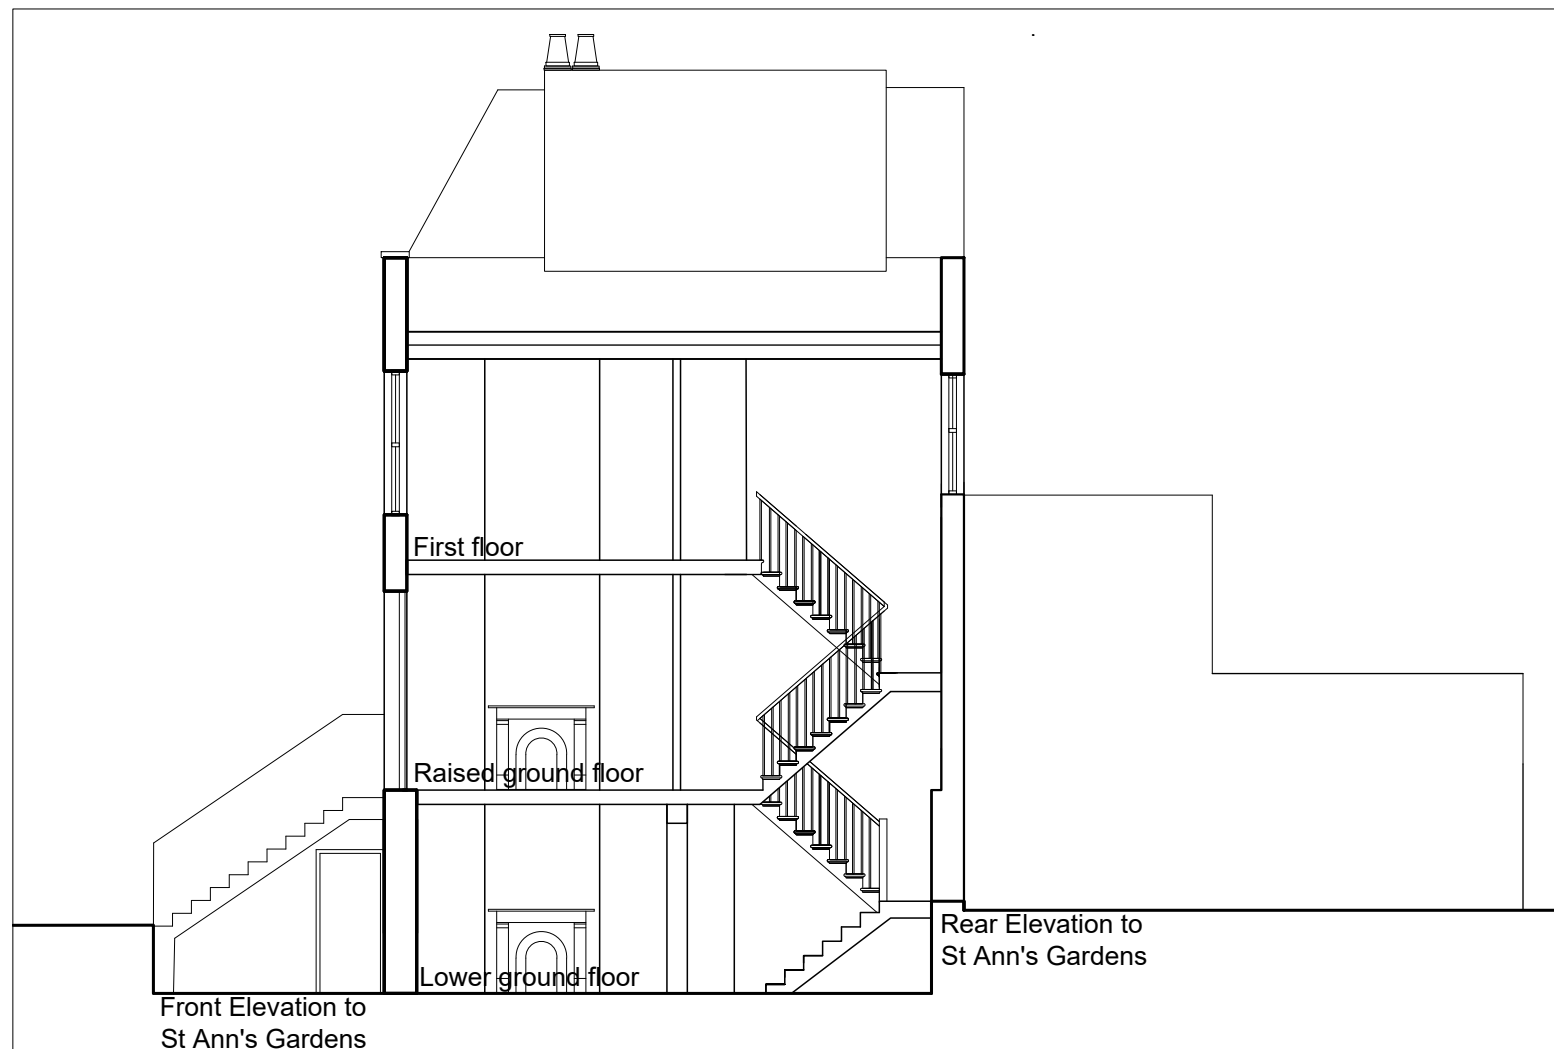 First floor
Raised ground floor
Lower ground floor
Rear Elevation to
St Ann's Gardens
Front Elevation to
St Ann's Gardens